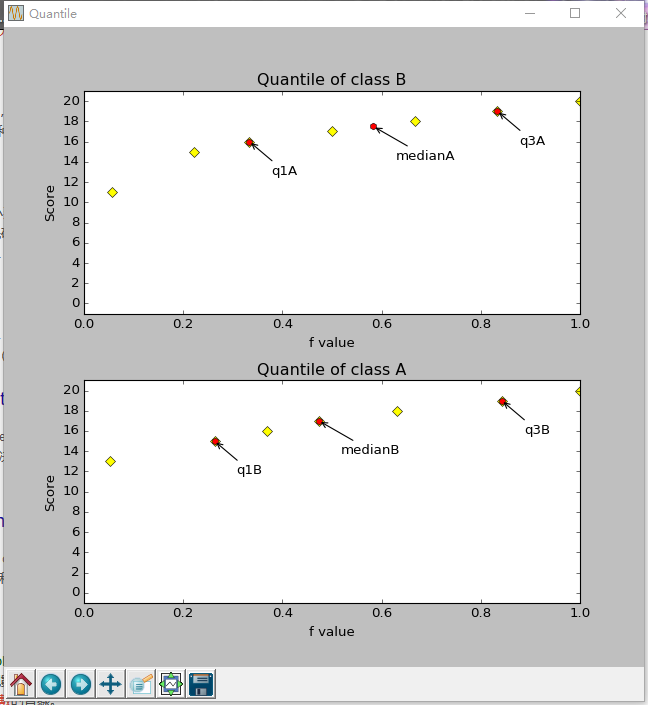 Quantile
Quantile of class B
20
18
16
14
12
10
8
6
4
2
0
Score
q1A
medianA
q3A
0.0 0.2 0.4 0.6 0.8 1.0
f value
Quantile of class A
20
18
16
14
12
10
8
6
4
2
0
Score
q1B
medianB
q3B
0.0 0.2 0.4 0.6 0.8 1.0
f value